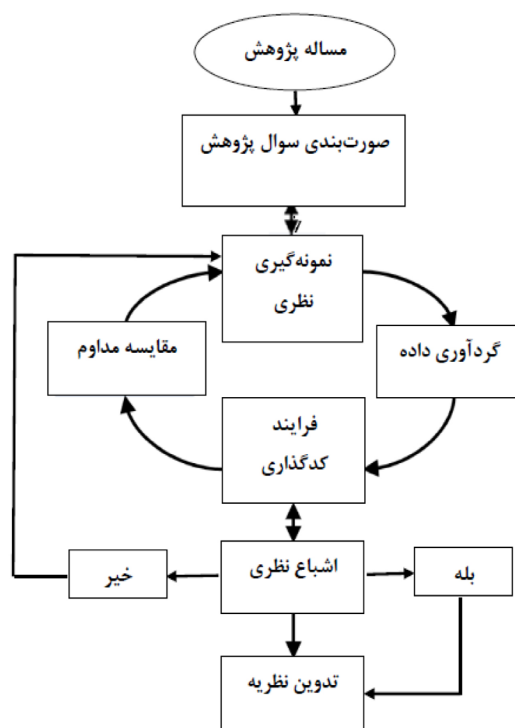 مساله پژوهش
صورت‌بندی سوال پژوهش
نمونه‌گیری
نظری
گردآوری داده
مقایسه مداوم
فرایند
کدگذاری
اشباع نظری
بله
خیر
تدوین نظریه